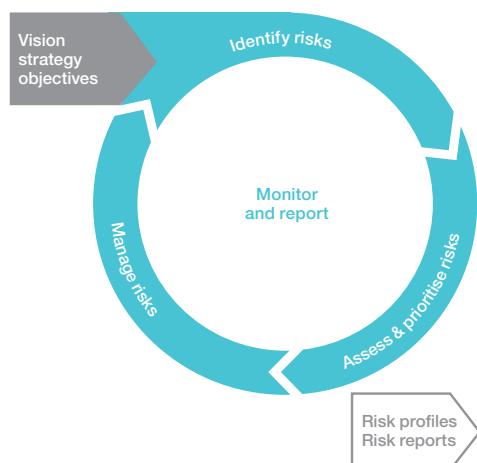 Vision
strategy
objectives
Identify risks
Monitor
and report
Manage risks
Assess & prioritise risks
Risk profiles
Risk reports